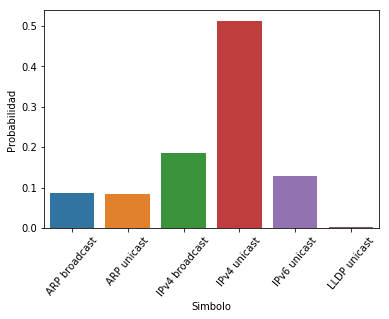 Probabilidad
0.5
0.4
0.3
0.2
0.1
0.0
ARP broadcast
ARP unicast
IPv4 broadcast
IPv4 unicast
IPv6 unicast
LLDP unicast
Simbolo